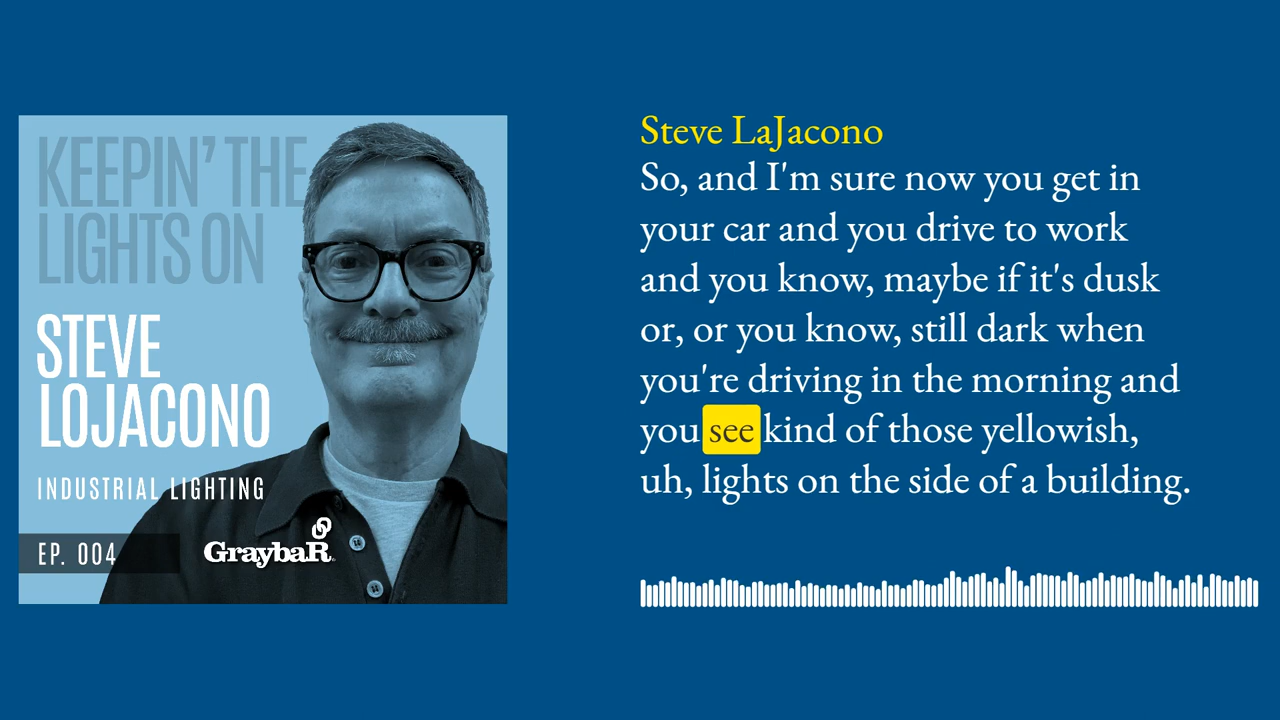 KEEPIN' THE
LIGHTS ON
STEVE
LOJACONO
INDUSTRIAL LIGHTING
EP. 004
GraybaR
Steve LaJacono
So, and I'm sure now you get in
your car and you drive to work
and you know, maybe if it's dusk
or, or you know, still dark when
you're driving in the morning and
you see kind of those yellowish,
uh, lights on the side of a building.